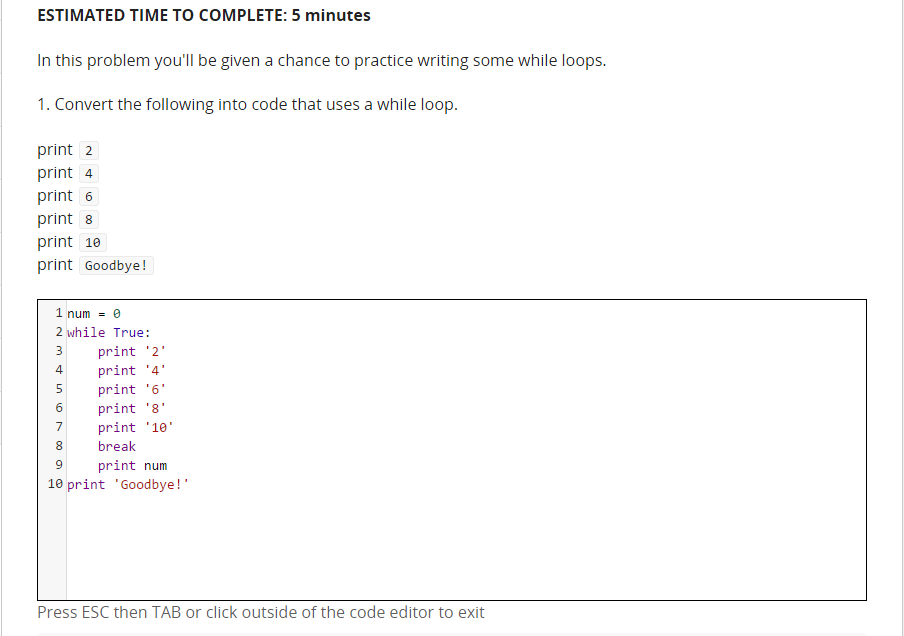 ESTIMATED TIME TO COMPLETE: 5 minutes
In this problem you'll be given a chance to practice writing some while loops.
1. Convert the following into code that uses a while loop.
print 2
print 4
print 6
print 8
print 10
print Goodbye!
1 num = 0
2 while True:
3     print '2'
4     print '4'
5     print '6'
6     print '8'
7     print '10'
8     break
9     print num
10 print 'Goodbye!'
Press ESC then TAB or click outside of the code editor to exit